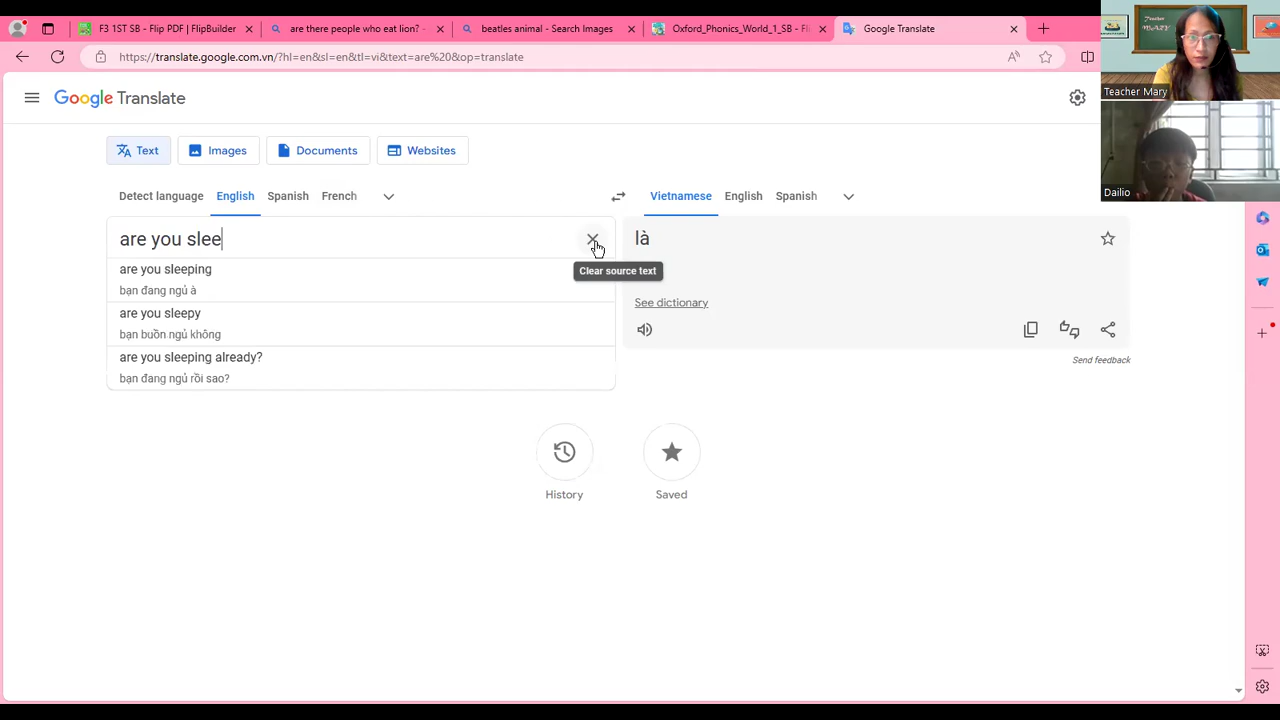 F3 1ST SB - Flip PDF | FlipBuilder
are there people who eat lion? -
beatles animal - Search Images
Oxford_Phonics_World_1_SB - Fl
Google Translate
https://translate.google.com.vn/?hl=en&sl=en&tl=vi&text=are%20&op=translate
Google Translate
Text
Images
Documents
Websites
Detect language English Spanish French
Vietnamese English Spanish
are you slee
là
Clear source text
are you sleeping
bạn đang ngủ à
are you sleepy
bạn buồn ngủ không
are you sleeping already?
bạn đang ngủ rồi sao?
See dictionary
Send feedback
History
Saved
Teacher
MARY
Teacher Mary
Dailio